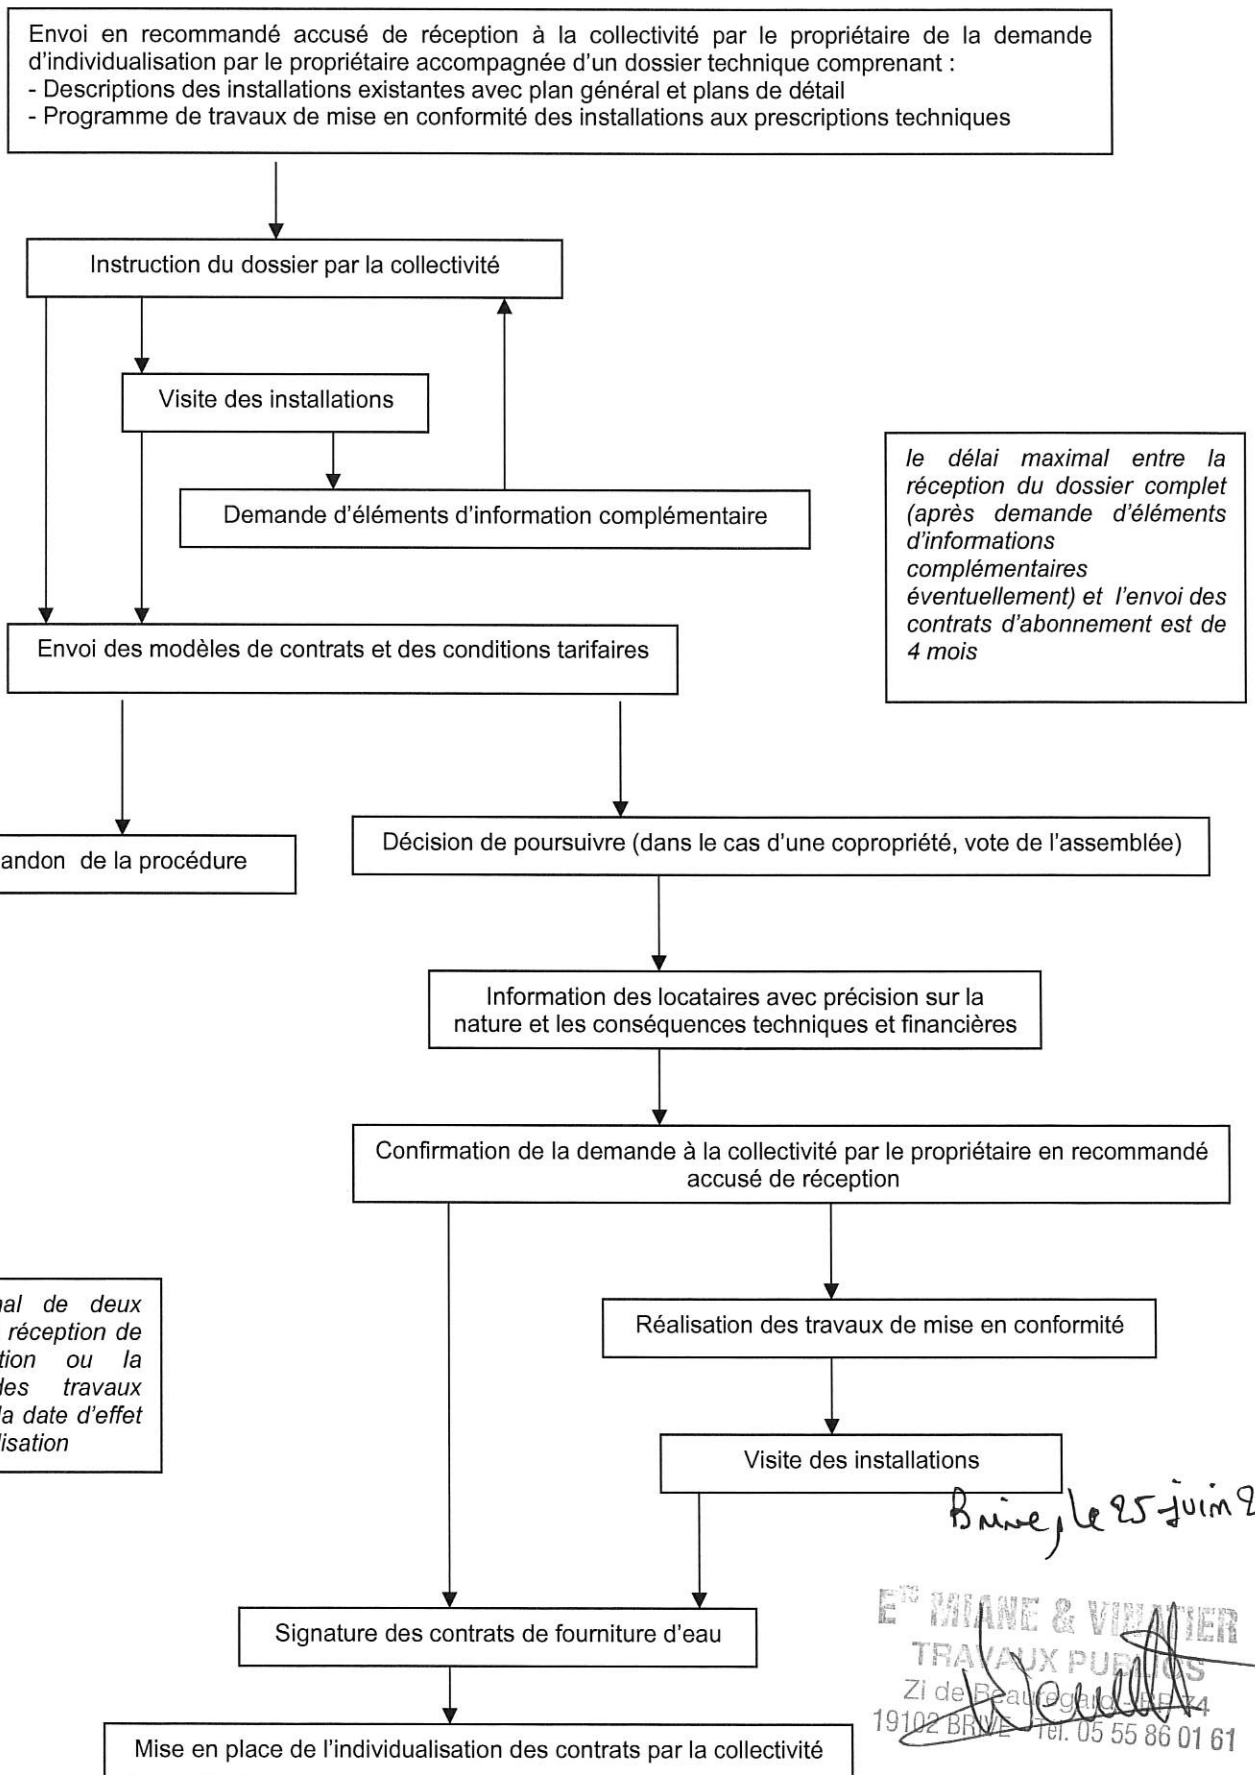 Envoi en recommandé accusé de réception à la collectivité par le propriétaire de la demande
d'individualisation par le propriétaire accompagnée d'un dossier technique comprenant :
- Descriptions des installations existantes avec plan général et plans de détail
- Programme de travaux de mise en conformité des installations aux prescriptions techniques
Instruction du dossier par la collectivité
Visite des installations
Demande d'éléments d'information complémentaire
le délai maximal entre la
réception du dossier complet
(après demande d'éléments
d'informations
complémentaires
éventuellement) et l'envoi des
contrats d'abonnement est de
4 mois
Envoi des modèles de contrats et des conditions tarifaires
andon de la procédure
Décision de poursuivre (dans le cas d'une copropriété, vote de l'assemblée)
Information des locataires avec précision sur la
nature et les conséquences techniques et financières
Confirmation de la demande à la collectivité par le propriétaire en recommandé
accusé de réception
nal de deux
réception de
tion ou la
des travaux
la date d'effet
lisation
Réalisation des travaux de mise en conformité
Visite des installations
Brive, le 25 juin 2
Signature des contrats de fourniture d'eau
Ets MIANE & VINATIER
TRAVAUX PUBLICS
Zi de Beauregard - BP 74
19102 BRIVE - Tél. 05 55 86 01 61
Mise en place de l'individualisation des contrats par la collectivité